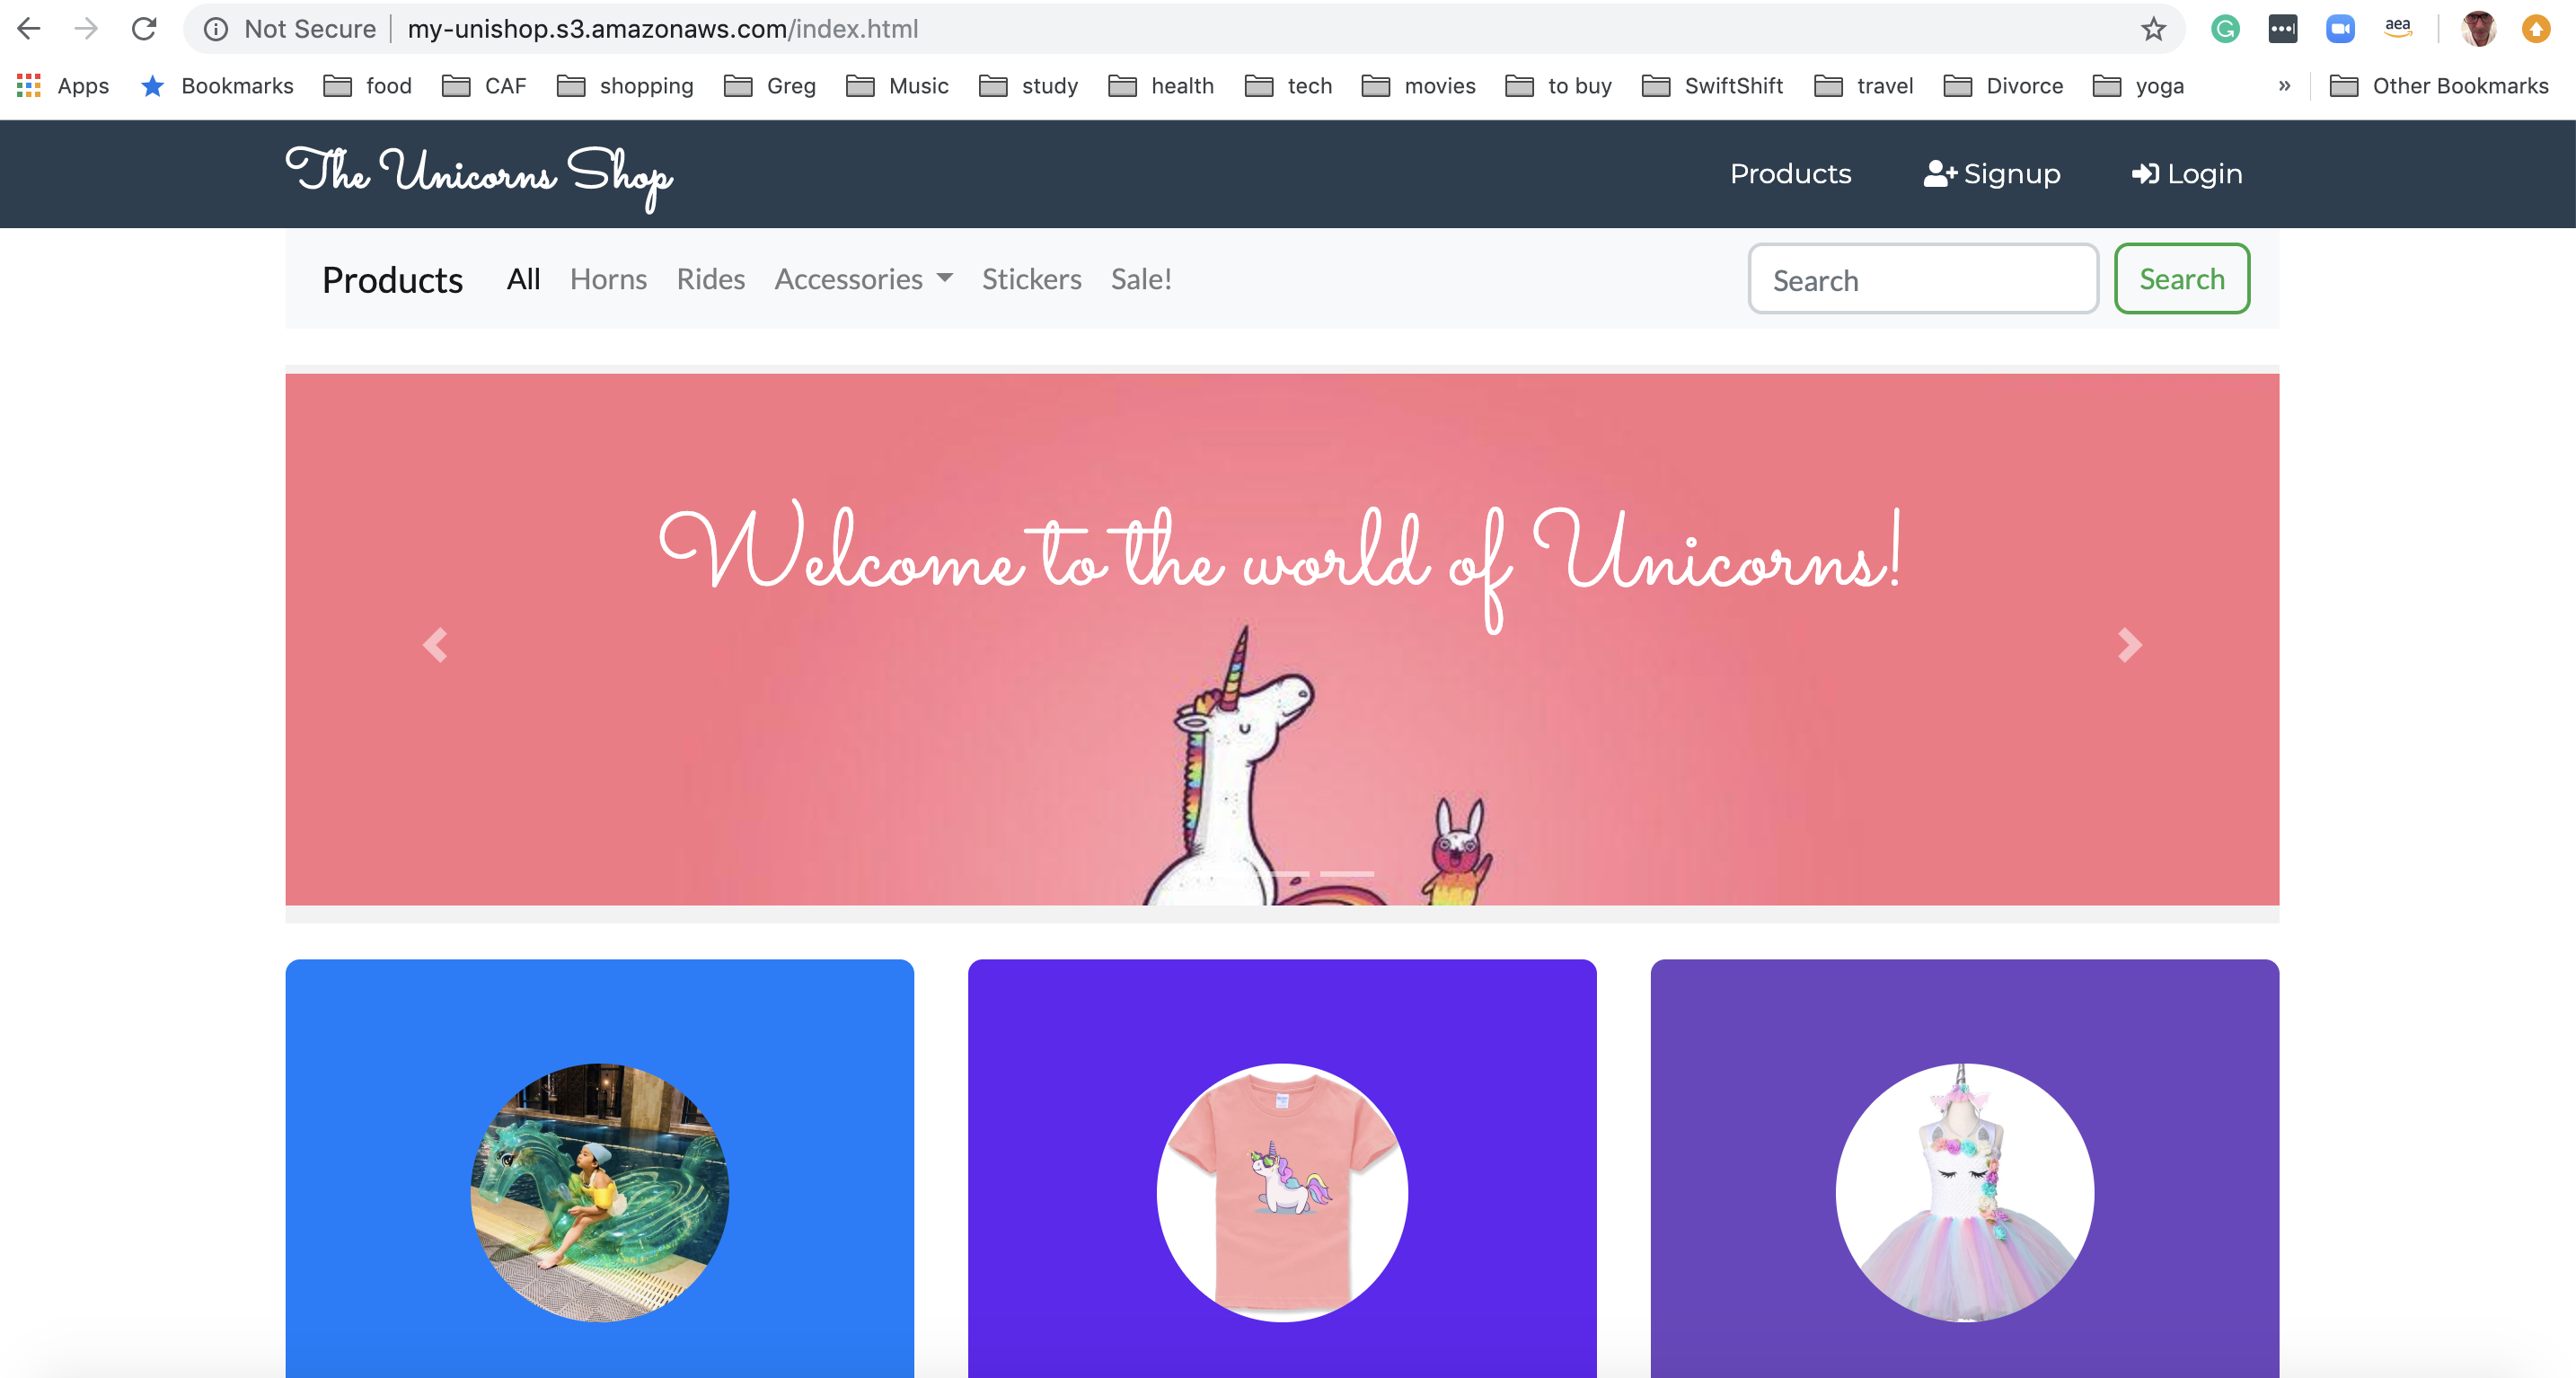 Not Secure my-unishop.s3.amazonaws.com/index.html
aea
Apps Bookmarks food CAF shopping Greg Music study health tech movies to buy SwiftShift travel Divorce yoga » Other Bookmarks
The Unicorns Shop Products Signup Login
Products All Horns Rides Accessories Stickers Sale! Search Search
Welcome to the world of Unicorns!